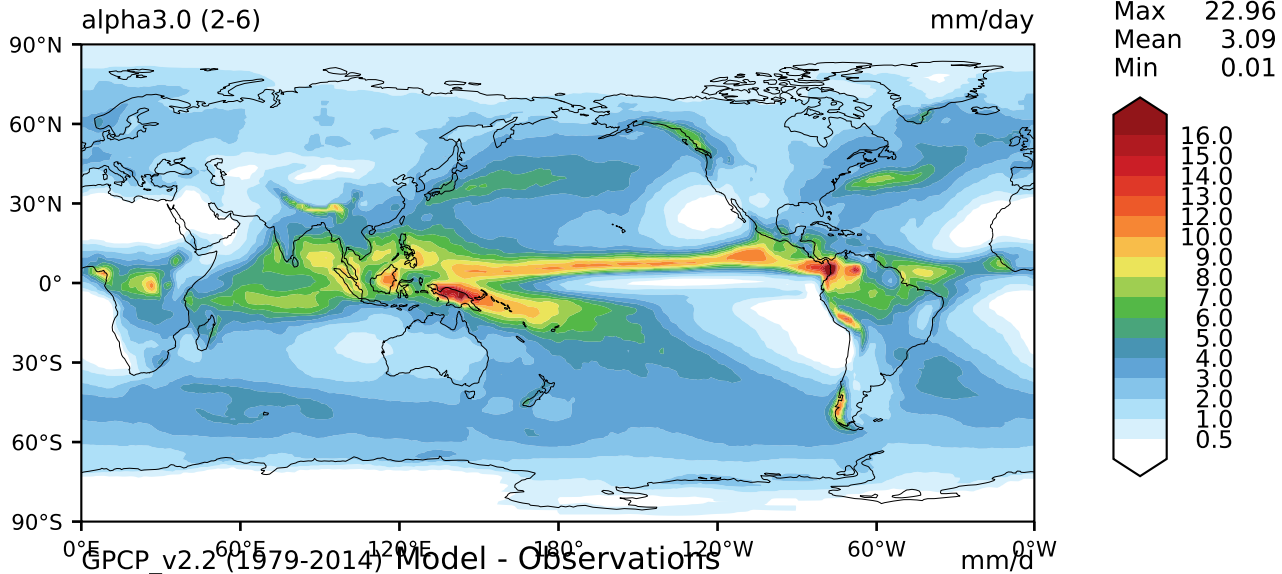 alpha3.0 (2-6)
mm/day
Max 22.96
Mean 3.09
Min 0.01
90°N
60°N
30°N
0°
30°S
60°S
90°S
16.0
15.0
14.0
13.0
12.0
10.0
9.0
8.0
7.0
6.0
5.0
4.0
3.0
2.0
1.0
0.5
0°E 60°E 120°E 180° 120°W 60°W 0°W
GPCP_v2.2 (1979-2014) Model - Observations mm/d